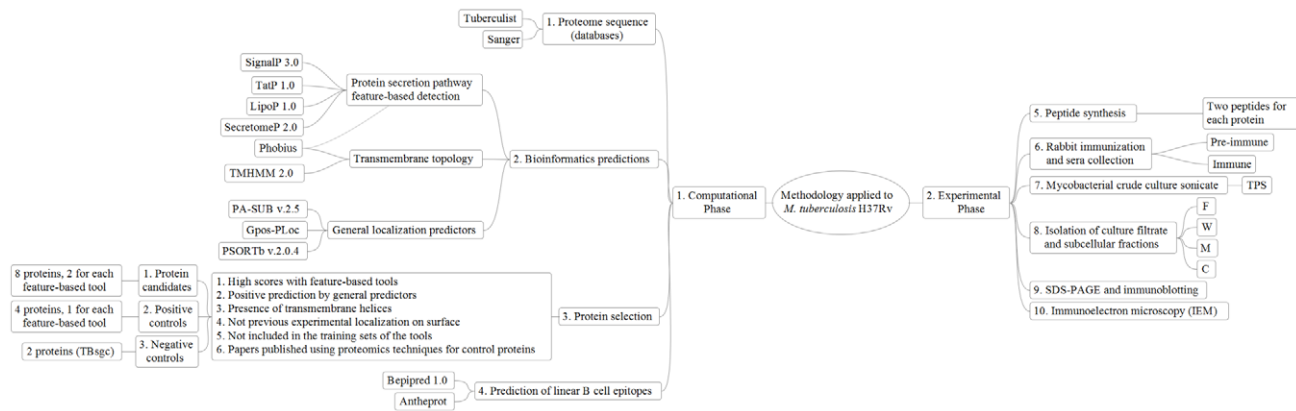 Tuberculist
Sanger
1. Proteome sequence
(databases)
SignalP 3.0
TatP 1.0
LipoP 1.0
SecretomeP 2.0
Phobius
TMHMM 2.0
Protein secretion pathway
feature-based detection
Transmembrane topology
2. Bioinformatics predictions
PA-SUB v.2.5
Gpos-PLoc
PSORTb v.2.0.4
General localization predictors
8 proteins, 2 for each
feature-based tool
1. Protein
candidates
4 proteins, 1 for each
feature-based tool
2. Positive
controls
2 proteins (TBsgc)
3. Negative
controls
1. High scores with feature-based tools
2. Positive prediction by general predictors
3. Presence of transmembrane helices
4. Not previous experimental localization on surface
5. Not included in the training sets of the tools
6. Papers published using proteomics techniques for control proteins
3. Protein selection
Bepipred 1.0
Antheprot
4. Prediction of linear B cell epitopes
1. Computational
Phase
Methodology applied to
M. tuberculosis H37Rv
2. Experimental
Phase
5. Peptide synthesis
Two peptides for
each protein
6. Rabbit immunization
and sera collection
Pre-immune
Immune
7. Mycobacterial crude culture sonicate
TPS
8. Isolation of culture filtrate
and subcellular fractions
F
W
M
C
9. SDS-PAGE and immunoblotting
10. Immunoelectron microscopy (IEM)